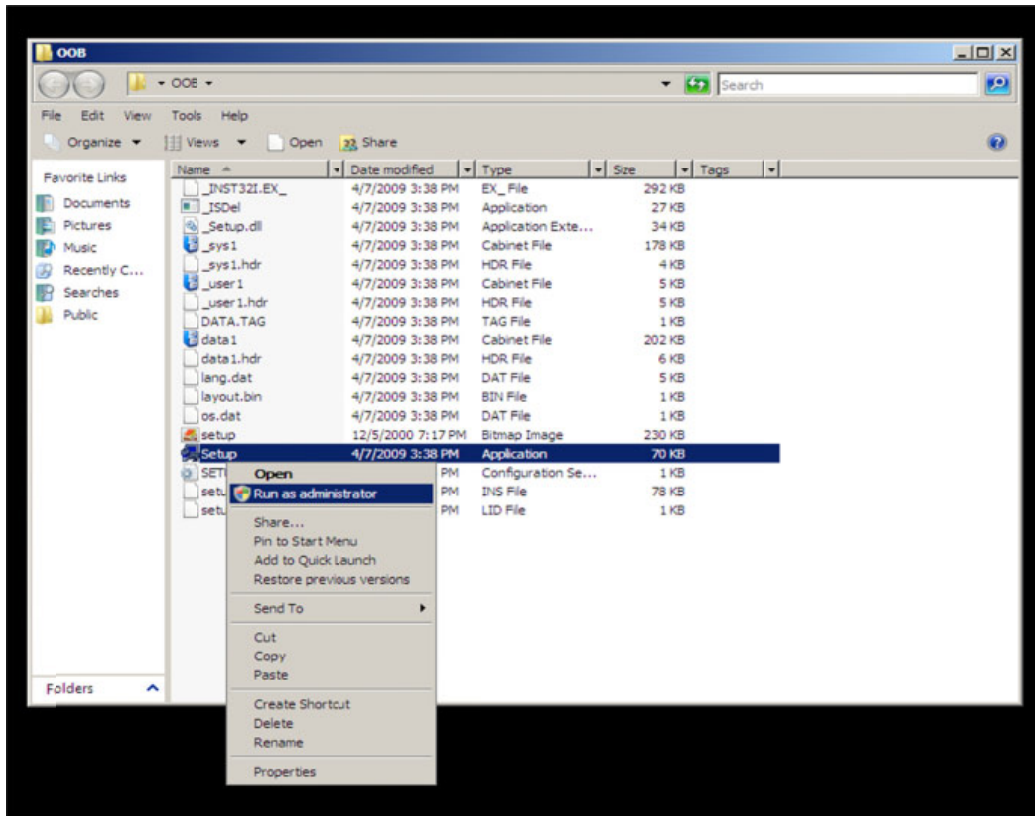 OOB
OOB
Search
File Edit View Tools Help
Organize Views Open Share
Favorite Links
Documents
Pictures
Music
Recently C...
Searches
Public
Folders
Name Date modified Type Size Tags
_INST32I.EX_ 4/7/2009 3:38 PM EX_ File 292 KB
_ISDel 4/7/2009 3:38 PM Application 27 KB
_Setup.dll 4/7/2009 3:38 PM Application Exte... 34 KB
_sys1 4/7/2009 3:38 PM Cabinet File 178 KB
_sys1.hdr 4/7/2009 3:38 PM HDR File 4 KB
_user1 4/7/2009 3:38 PM Cabinet File 5 KB
_user1.hdr 4/7/2009 3:38 PM HDR File 5 KB
DATA.TAG 4/7/2009 3:38 PM TAG File 1 KB
data1 4/7/2009 3:38 PM Cabinet File 202 KB
data1.hdr 4/7/2009 3:38 PM HDR File 6 KB
lang.dat 4/7/2009 3:38 PM DAT File 5 KB
layout.bin 4/7/2009 3:38 PM BIN File 1 KB
os.dat 4/7/2009 3:38 PM DAT File 1 KB
setup 12/5/2000 7:17 PM Bitmap Image 230 KB
Setup 4/7/2009 3:38 PM Application 70 KB
PM Configuration Se... 1 KB
setu PM INS File 78 KB
setu PM LID File 1 KB
Open
Run as administrator
Share...
Pin to Start Menu
Add to Quick Launch
Restore previous versions
Send To
Cut
Copy
Paste
Create Shortcut
Delete
Rename
Properties